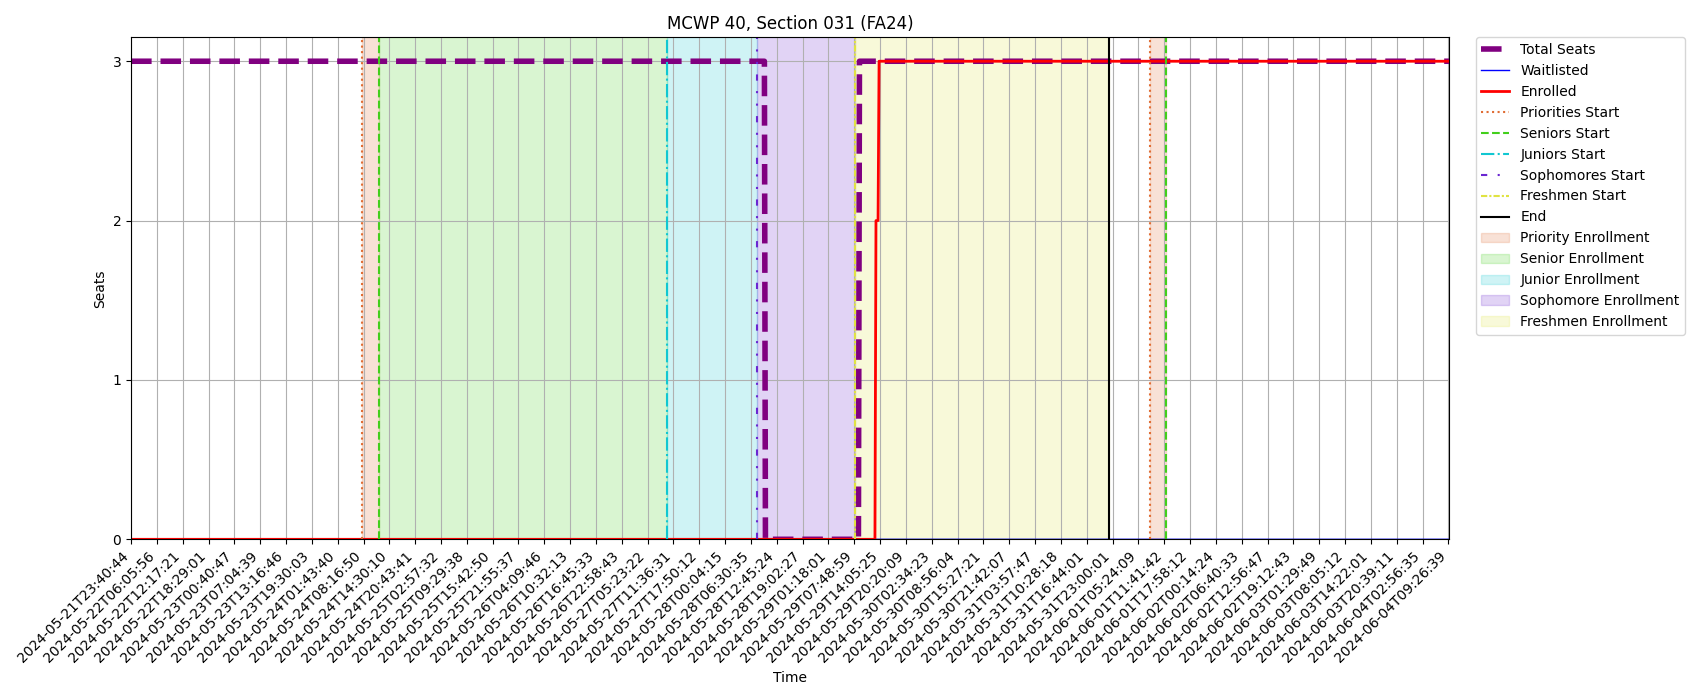 MCWP 40, Section 031 (FA24)
Seats
3
2
1
0
2024-05-21T23:40:44
2024-05-22T06:05:56
2024-05-22T12:17:21
2024-05-22T18:29:01
2024-05-23T00:40:47
2024-05-23T07:04:39
2024-05-23T13:16:46
2024-05-23T19:30:03
2024-05-24T01:43:40
2024-05-24T08:16:50
2024-05-24T14:30:10
2024-05-24T20:43:41
2024-05-25T02:57:32
2024-05-25T09:29:38
2024-05-25T15:42:50
2024-05-25T21:55:37
2024-05-26T04:09:46
2024-05-26T10:32:13
2024-05-26T16:45:33
2024-05-26T22:58:43
2024-05-27T05:23:22
2024-05-27T11:36:31
2024-05-27T17:50:12
2024-05-28T00:04:15
2024-05-28T06:30:35
2024-05-28T12:45:24
2024-05-28T19:02:27
2024-05-29T01:18:01
2024-05-29T07:48:59
2024-05-29T14:05:25
2024-05-29T20:20:09
2024-05-30T02:34:23
2024-05-30T08:56:04
2024-05-30T15:27:21
2024-05-30T21:42:07
2024-05-31T03:57:47
2024-05-31T10:28:18
2024-05-31T16:44:01
2024-05-31T23:00:01
2024-06-01T05:24:09
2024-06-01T11:41:42
2024-06-01T17:58:12
2024-06-02T00:14:24
2024-06-02T06:40:33
2024-06-02T12:56:47
2024-06-02T19:12:43
2024-06-03T01:29:49
2024-06-03T08:05:12
2024-06-03T14:22:01
2024-06-03T20:39:11
2024-06-04T02:56:35
2024-06-04T09:26:39
Time
Total Seats
Waitlisted
Enrolled
Priorities Start
Seniors Start
Juniors Start
Sophomores Start
Freshmen Start
End
Priority Enrollment
Senior Enrollment
Junior Enrollment
Sophomore Enrollment
Freshmen Enrollment